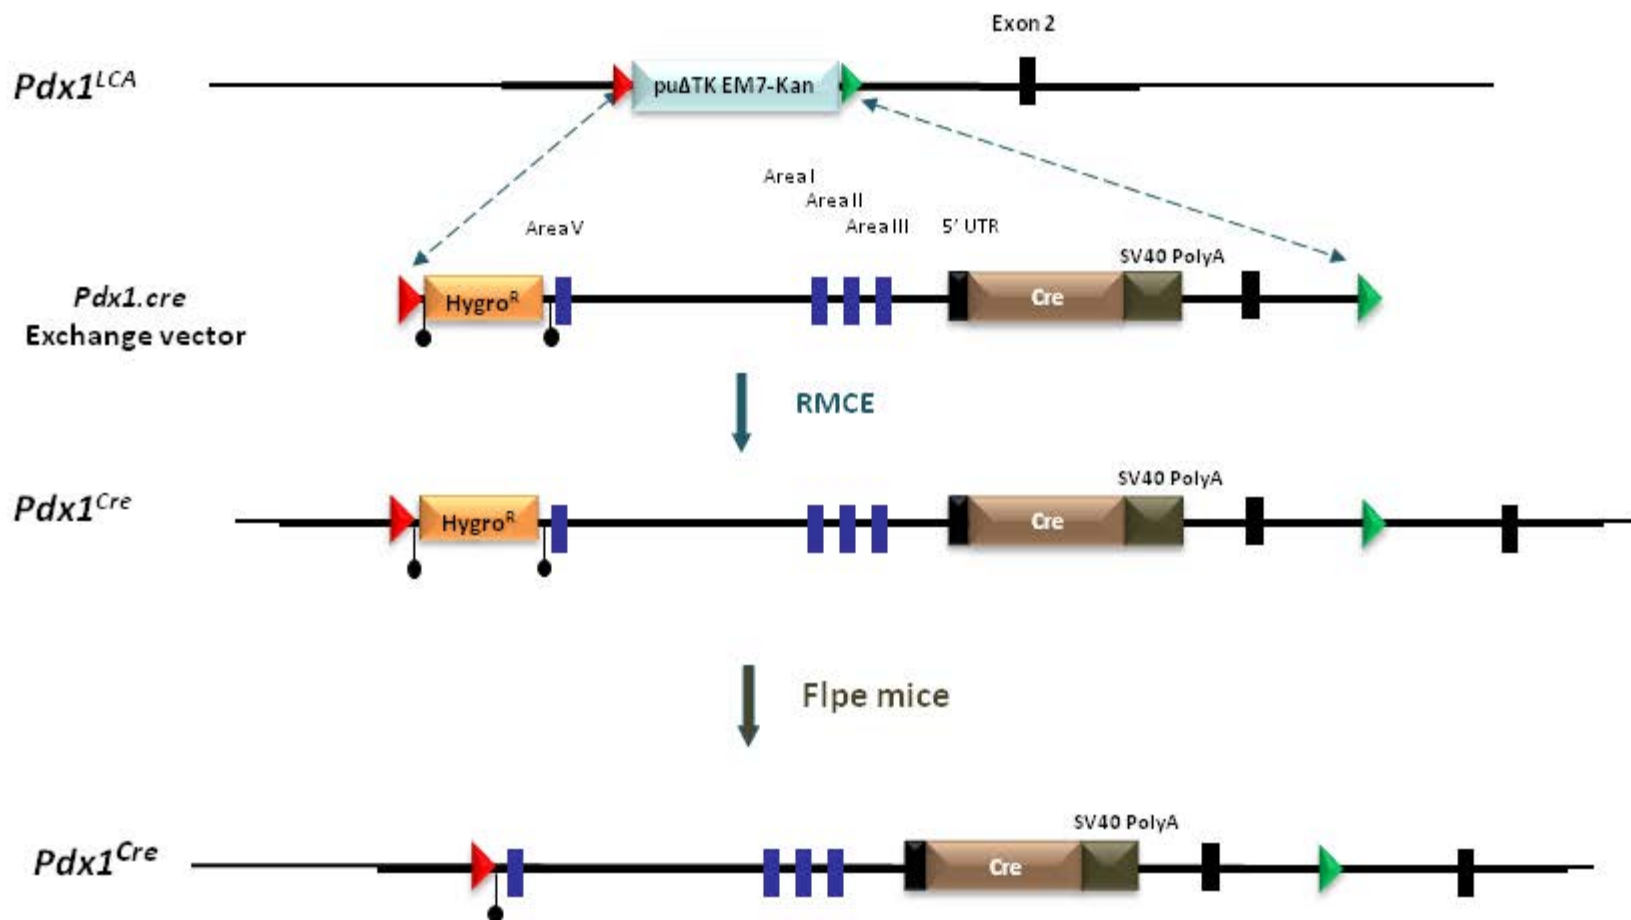 Exon 2
Pdx1LCA
puΔTK EM7-Kan
Area I
Area II
Area V
Area III
5' UTR
SV40 PolyA
Pdx1.cre
Exchange vector
HygroR
Cre
RMCE
SV40 PolyA
Pdx1Cre
HygroR
Cre
Flpe mice
SV40 PolyA
Pdx1Cre
Cre